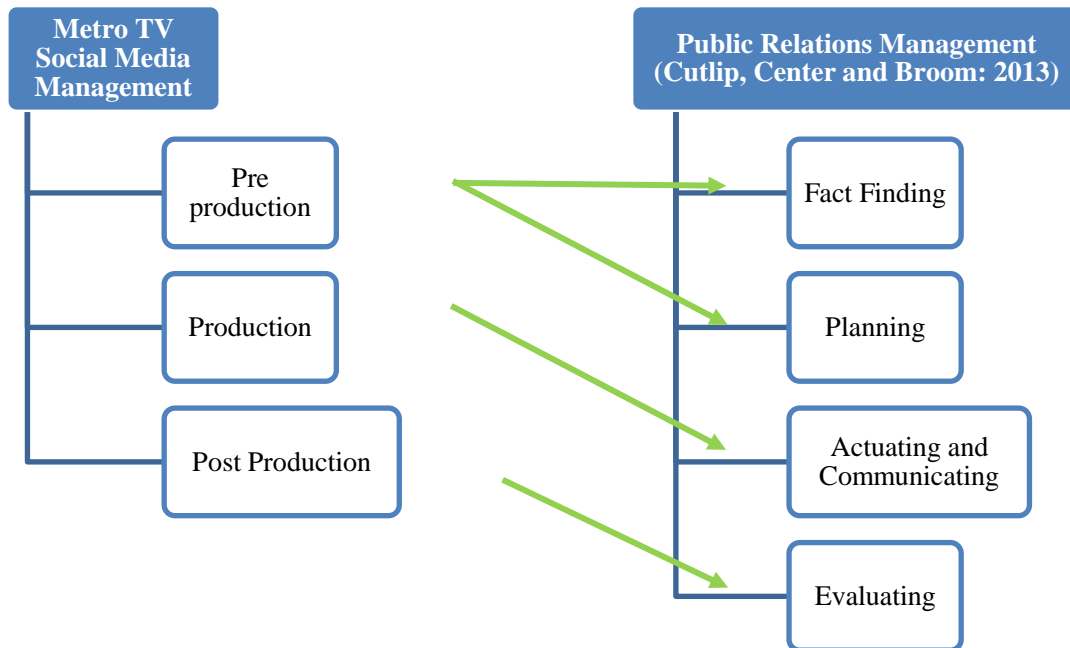 Metro TV
Social Media
Management
Pre
production
Production
Post Production
Public Relations Management
(Cutlip, Center and Broom: 2013)
Fact Finding
Planning
Actuating and
Communicating
Evaluating